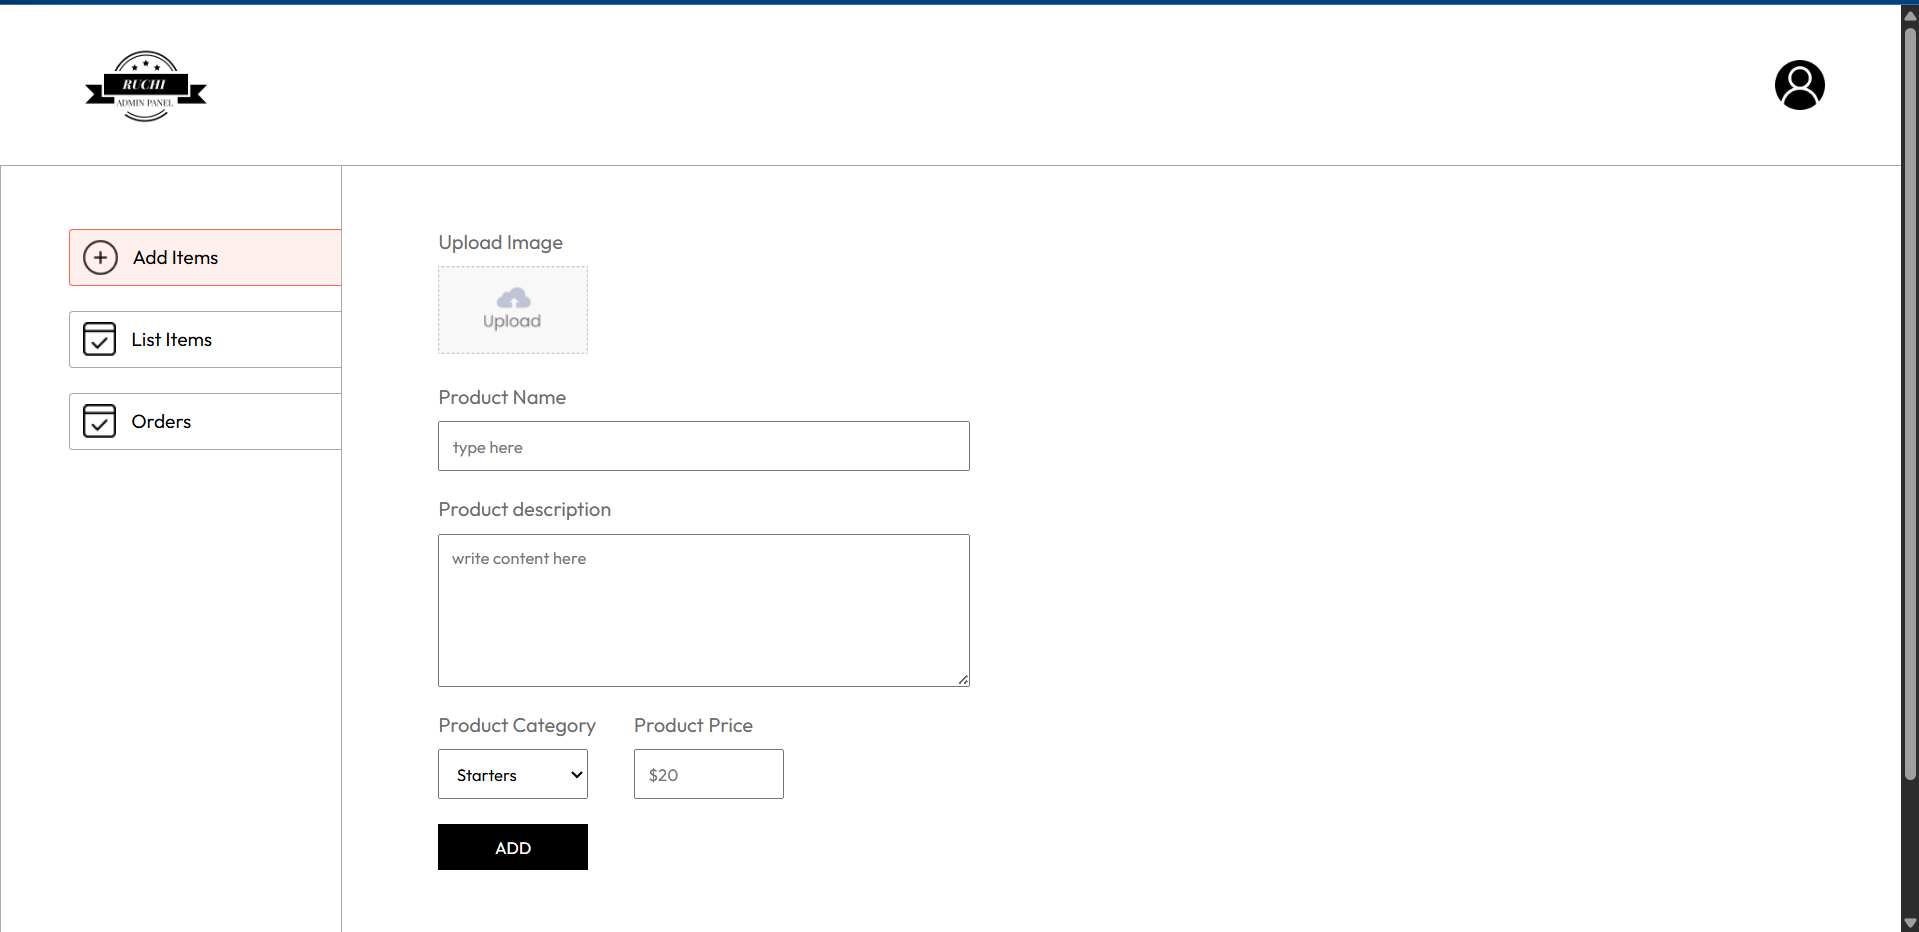 RUCHI
ADMIN PANEL
Add Items
List Items
Orders
Upload Image
Upload
Product Name
type here
Product description
write content here
Product Category
Product Price
Starters
$20
ADD